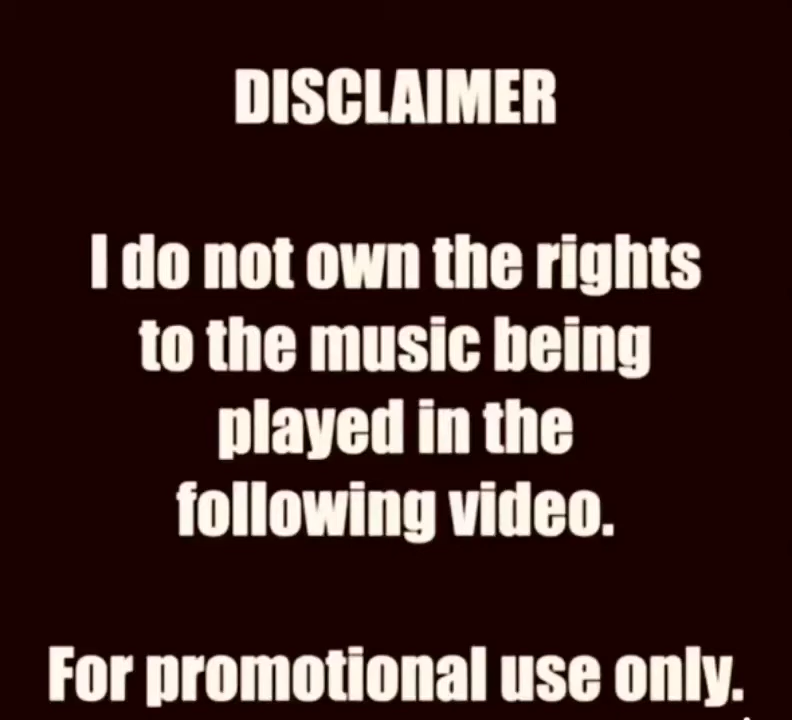 DISCLAIMER
I do not own the rights
to the music being
played in the
following video.
For promotional use only.